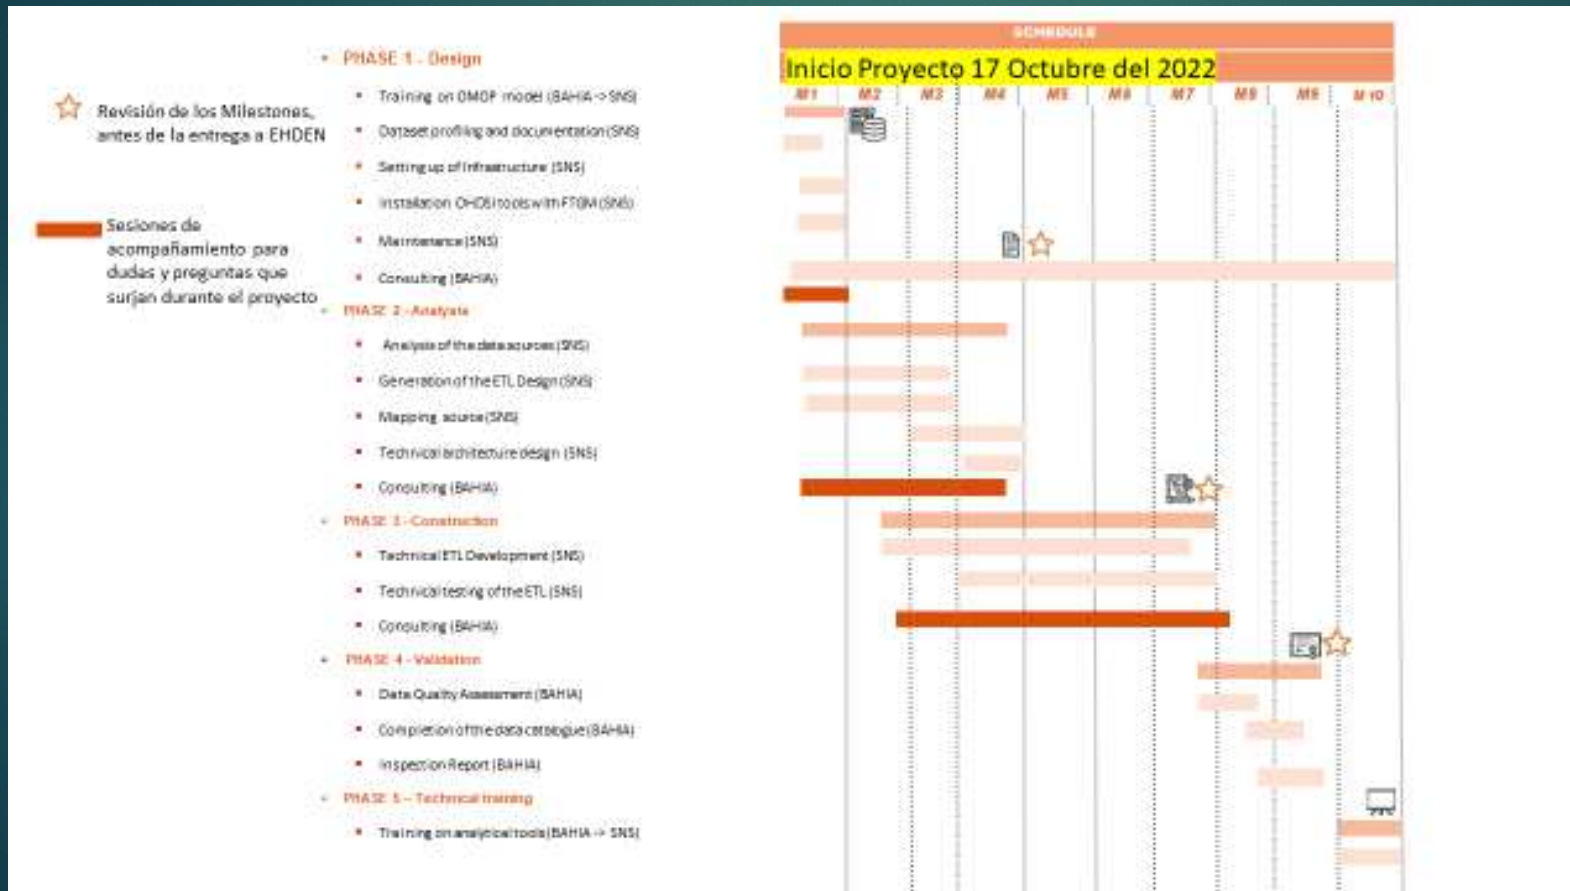 SCHEDULE
Inicio Proyecto 17 Octubre del 2022
M1 M2 M3 M4 M5 M6 M7 M8 M9 M 10
Revisión de los Milestones,
antes de la entrega a EHDEN
Sesiones de
acompañamiento para
dudas y preguntas que
surjan durante el proyecto
PHASE 1 - Design
Training on OMOP model (BAHIA -> SNS)
Dataset profiling and documentation (SNS)
Setting up of Infraestructure (SNS)
Installation OHDSI tools with FTGM (SNS)
Maintenance (SNS)
Consulting (BAHIA)
PHASE 2 - Analysis
Analysis of the data sources (SNS)
Generation of the ETL Design (SNS)
Mapping source (SNS)
Technical architecture design (SNS)
Consulting (BAHIA)
PHASE 3 - Construction
Technical ETL Development (SNS)
Technical testing of the ETL (SNS)
Consulting (BAHIA)
PHASE 4 - Validation
Data Quality Assessment (BAHIA)
Completion of the data catalogue (BAHIA)
Inspection Report (BAHIA)
PHASE 5 – Technical training
Training on analytical tools (BAHIA -> SNS)